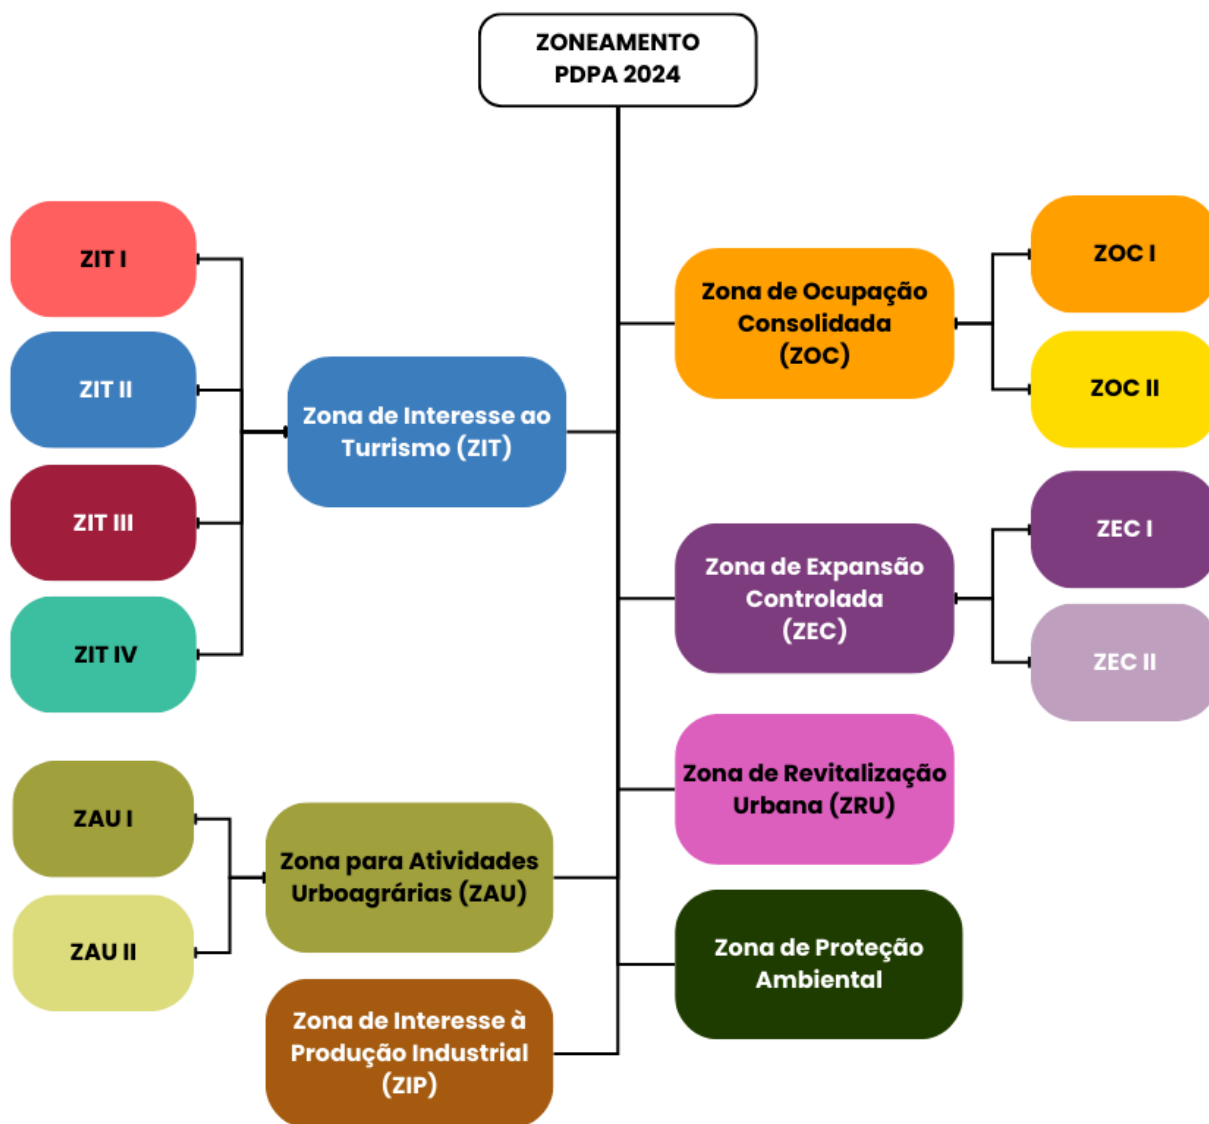 ZONEAMENTO
PDPA 2024
ZIT I
ZIT II
ZIT III
ZIT IV
Zona de Interesse ao
Turrismo (ZIT)
ZAU I
ZAU II
Zona para Atividades
Urboagrárias (ZAU)
Zona de Interesse à
Produção Industrial
(ZIP)
Zona de Ocupação
Consolidada
(ZOC)
ZOC I
ZOC II
Zona de Expansão
Controlada
(ZEC)
ZEC I
ZEC II
Zona de Revitalização
Urbana (ZRU)
Zona de Proteção
Ambiental